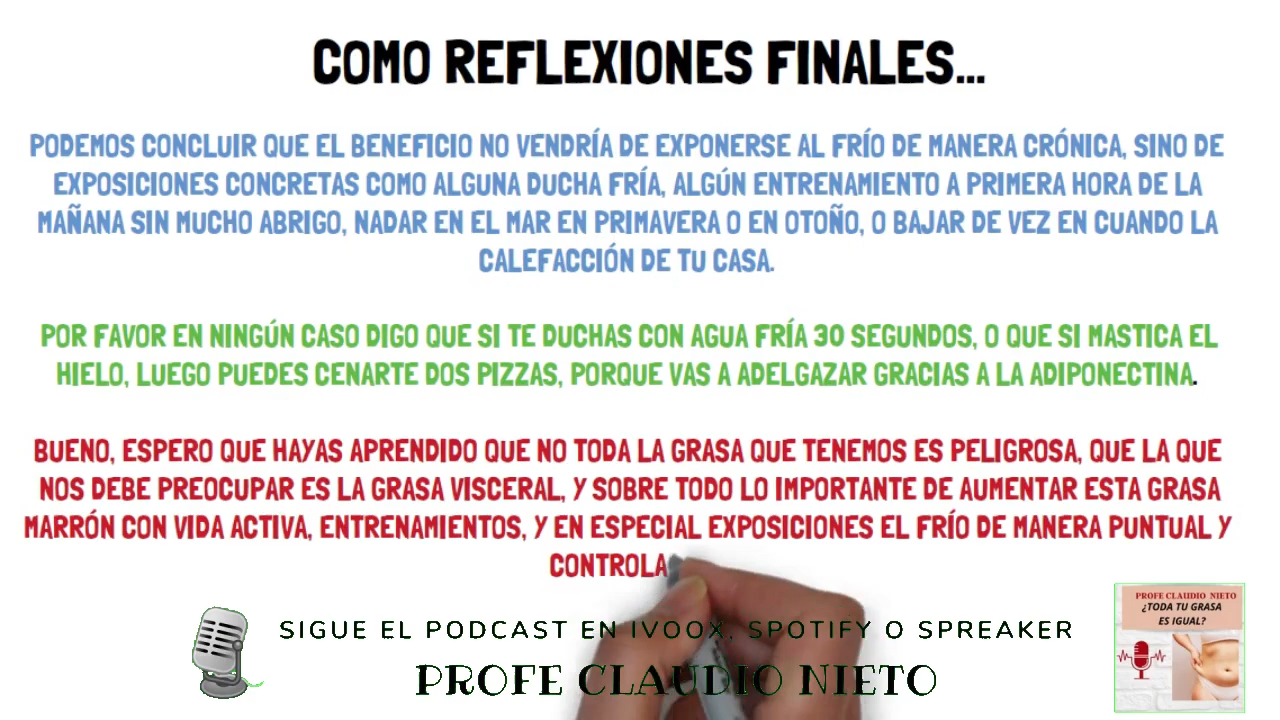 COMO REFLEXIONES FINALES...
PODEMOS CONCLUIR QUE EL BENEFICIO NO VENDRÍA DE EXPONERSE AL FRÍO DE MANERA CRÓNICA, SINO DE
EXPOSICIONES CONCRETAS COMO ALGUNA DUCHA FRÍA, ALGÚN ENTRENAMIENTO A PRIMERA HORA DE LA
MAÑANA SIN MUCHO ABRIGO, NADAR EN EL MAR EN PRIMAVERA O EN OTOÑO, O BAJAR DE VEZ EN CUANDO LA
CALEFACCIÓN DE TU CASA.
POR FAVOR EN NINGÚN CASO DIGO QUE SI TE DUCHAS CON AGUA FRÍA 30 SEGUNDOS, O QUE SI MASTICA EL
HIELO, LUEGO PUEDES CENARTE DOS PIZZAS, PORQUE VAS A ADELGAZAR GRACIAS A LA ADIPONECTINA.
BUENO, ESPERO QUE HAYAS APRENDIDO QUE NO TODA LA GRASA QUE TENEMOS ES PELIGROSA, QUE LA QUE
NOS DEBE PREOCUPAR ES LA GRASA VISCERAL, Y SOBRE TODO LO IMPORTANTE DE AUMENTAR ESTA GRASA
MARRÓN CON VIDA ACTIVA, ENTRENAMIENTOS, Y EN ESPECIAL EXPOSICIONES EL FRÍO DE MANERA PUNTUAL Y
CONTROLA
SIGUE EL PODCAST EN IVOOX, SPOTIFY O SPREAKER
PROFE CLAUDIO NIETO
PROFE CLAUDIO NIETO
¿TODA TU GRASA
ES IGUAL?